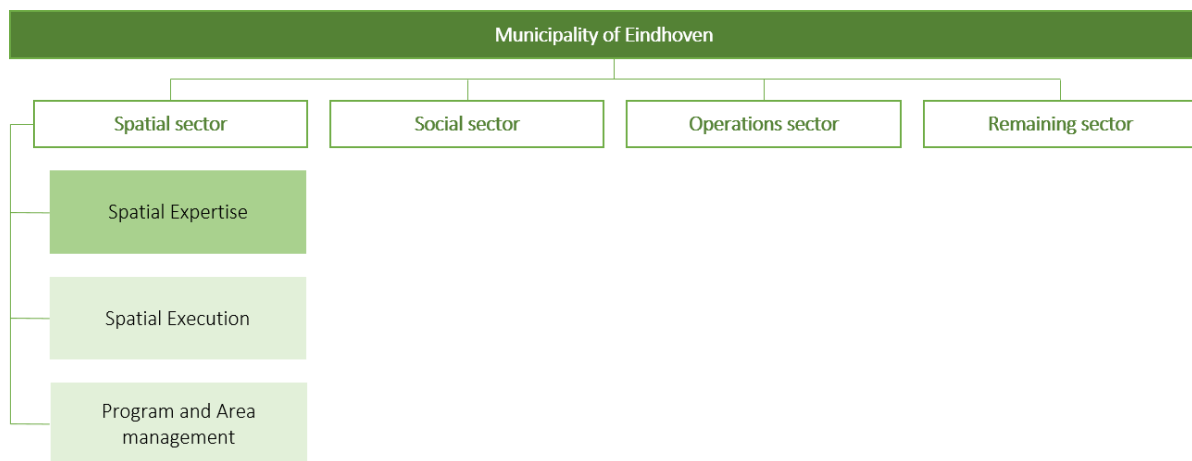 Municipality of Eindhoven
Spatial sector
Social sector
Operations sector
Remaining sector
Spatial Expertise
Spatial Execution
Program and Area
management